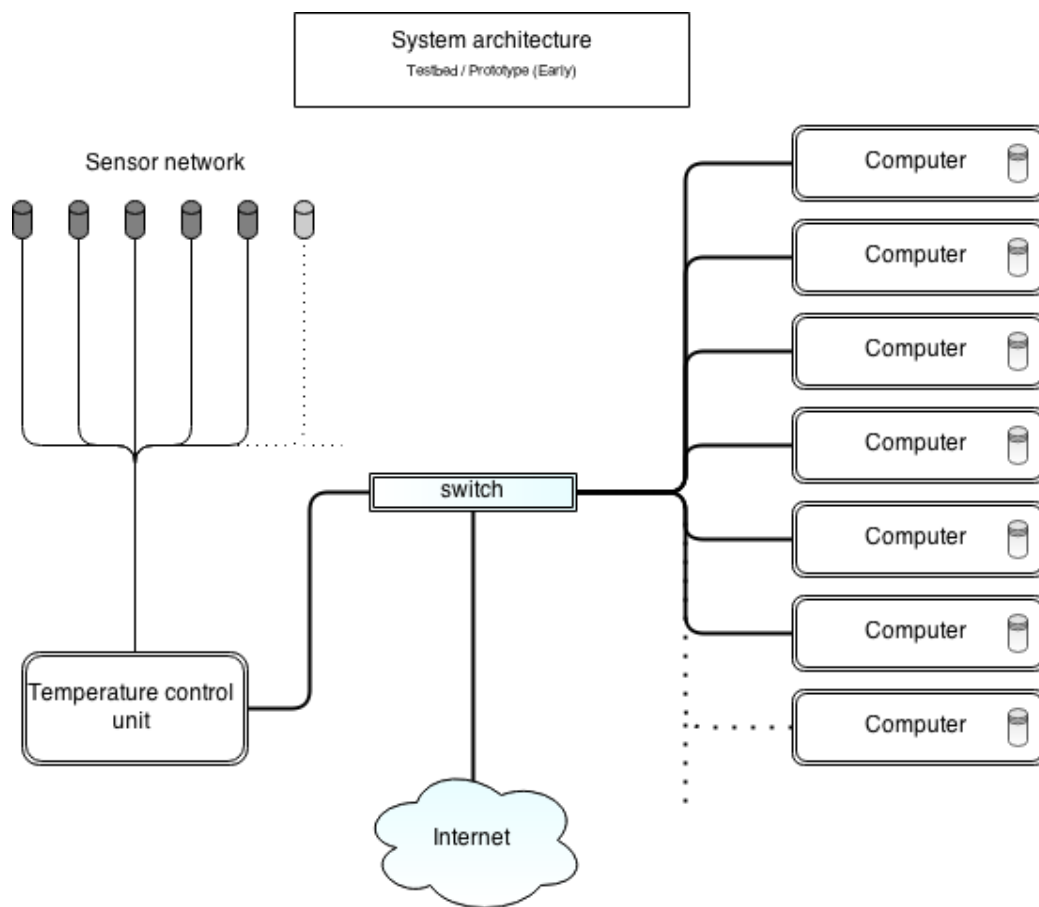 System architecture
Testbed / Prototype (Early)
Sensor network
Computer
Computer
Computer
Computer
switch
Computer
Computer
Temperature control
unit
Computer
Internet